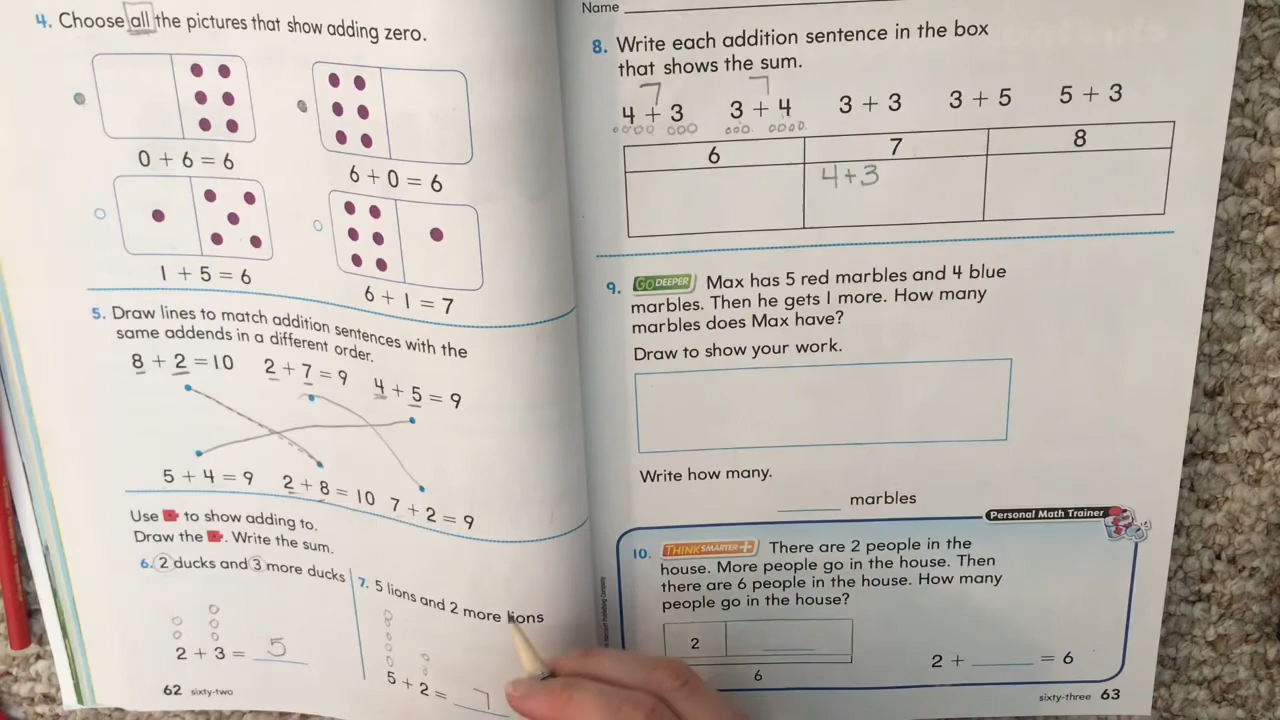 4. Choose all the pictures that show adding zero.
0 + 6 = 6
6 + 0 = 6
1 + 5 = 6
6 + 1 = 7
5. Draw lines to match addition sentences with the
same addends in a different order.
8 + 2 = 10 2 + 7 = 9 4 + 5 = 9
5 + 4 = 9 2 + 8 = 10 7 + 2 = 9
Use to show adding to.
Draw the . Write the sum.
6. 2 ducks and 3 more ducks
2 + 3 = 5
7. 5 lions and 2 more lions
5 + 2 = 7
62 sixty-two
Name
8. Write each addition sentence in the box
that shows the sum.
7 7
4 + 3 3 + 4 3 + 3 3 + 5 5 + 3
6 7 8
4+3
9. GO DEEPER Max has 5 red marbles and 4 blue
marbles. Then he gets 1 more. How many
marbles does Max have?
Draw to show your work.
Write how many.
marbles
Personal Math Trainer
10. THINK SMARTER + There are 2 people in the
house. More people go in the house. Then
there are 6 people in the house. How many
people go in the house?
2
6
2 + ____ = 6
sixty-three 63